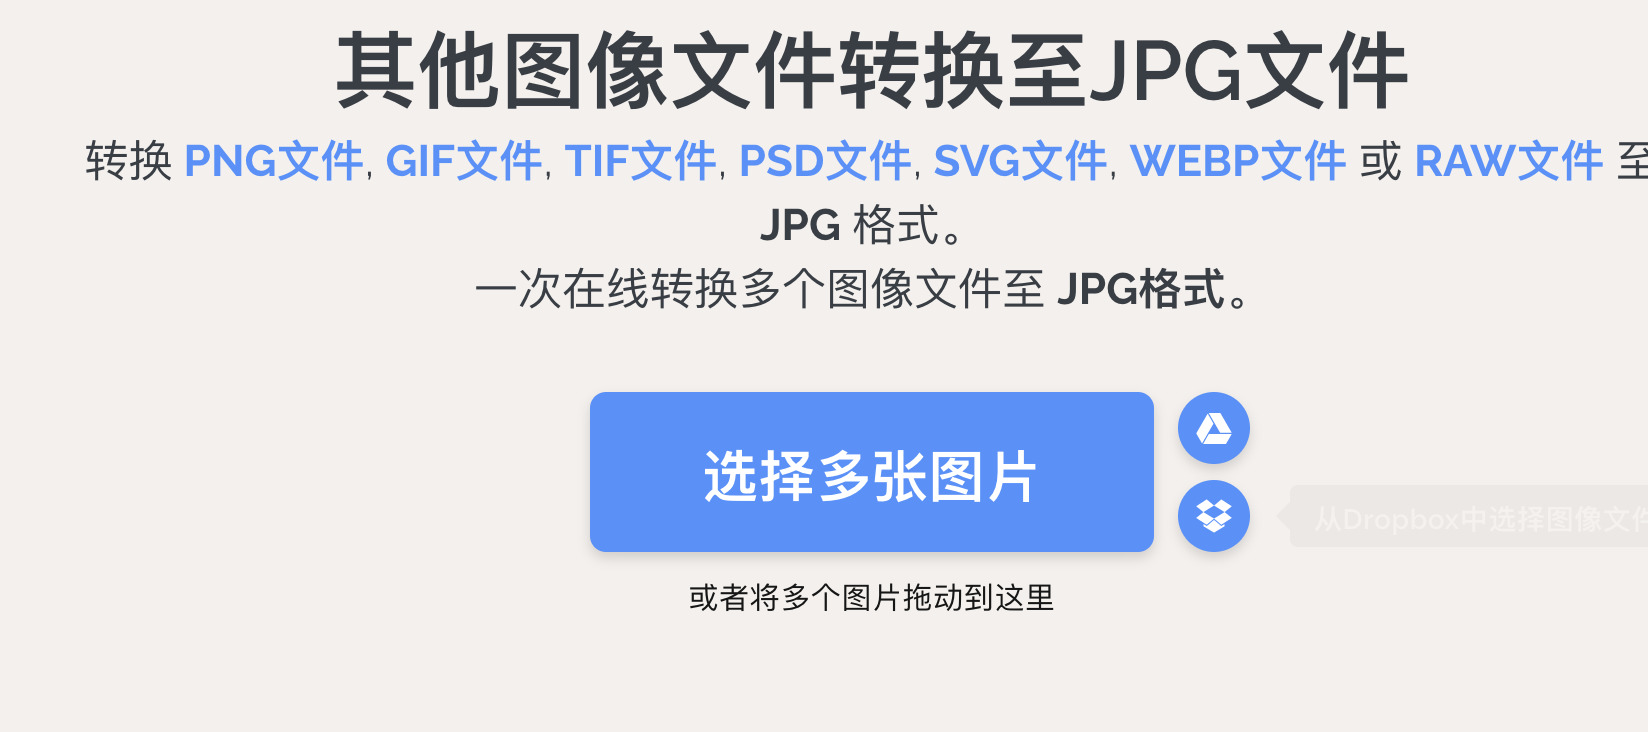 其他图像文件转换至JPG文件
转换 PNG文件, GIF文件, TIF文件, PSD文件, SVG文件, WEBP文件 或 RAW文件 至
JPG 格式。
一次在线转换多个图像文件至 JPG格式。
选择多张图片
从Dropbox中选择图像文件
或者将多个图片拖动到这里